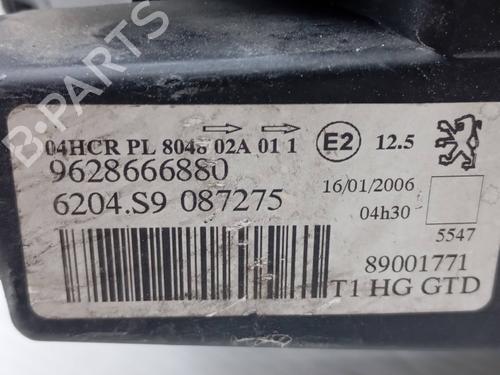 04HCR PL 8048 02A 01 1 E2 12.5
9628666880
6204.S9 087275
16/01/2006
04h30
5547
89001771
T1 HG GTD
B-PARTS